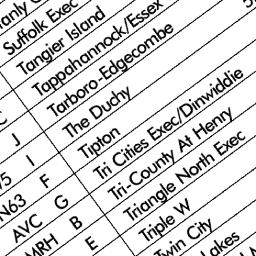 Suffolk Exec
Tangier Island
Tappahannock/Essex
Tarboro-Edgecombe
J The Duchy
I Tipton
F Tri Cities Exec/Dinwiddie
N63 G Tri-County At Henry
AVC B Triangle North Exec
MRH E Triple W
Twin City
Lakes